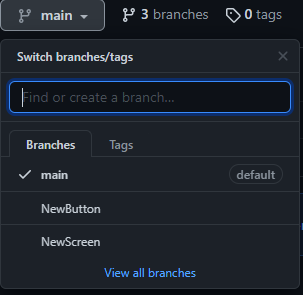 main 3 branches 0 tags
Switch branches/tags
Find or create a branch...
Branches Tags
main default
NewButton
NewScreen
View all branches